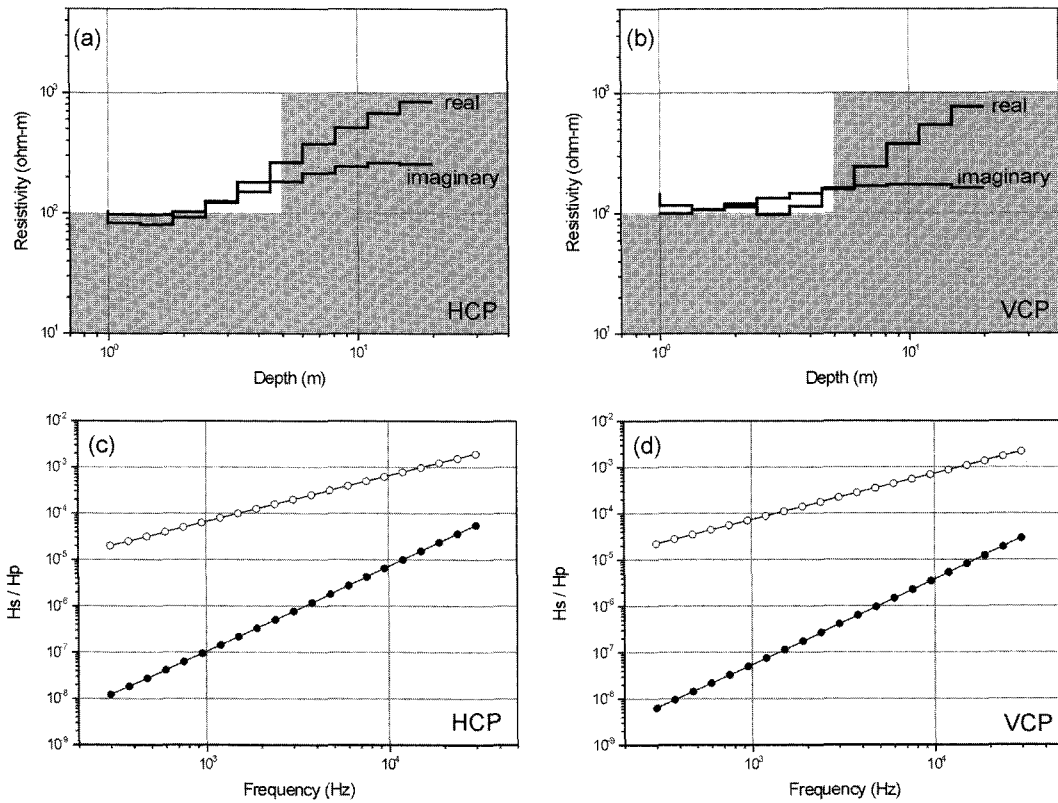 (a)
Resistivity (ohm-m)
10³
10²
10¹
real
imaginary
HCP
10⁰
10¹
Depth (m)
(b)
Resistivity (ohm-m)
10³
10²
10¹
real
imaginary
VCP
10⁰
10¹
Depth (m)
(c)
Hs / Hp
10⁻²
10⁻³
10⁻⁴
10⁻⁵
10⁻⁶
10⁻⁷
10⁻⁸
10⁻⁹
HCP
10³
10⁴
Frequency (Hz)
(d)
Hs / Hp
10⁻²
10⁻³
10⁻⁴
10⁻⁵
10⁻⁶
10⁻⁷
10⁻⁸
10⁻⁹
VCP
10³
10⁴
Frequency (Hz)